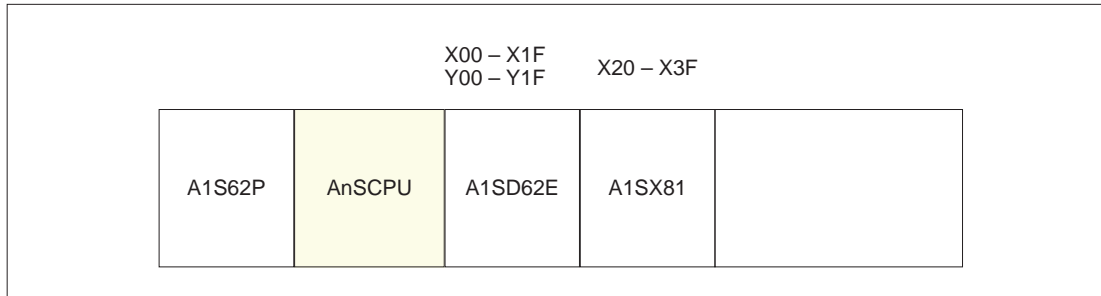 X00 – X1F
Y00 – Y1F
X20 – X3F
A1S62P
AnSCPU
A1SD62E
A1SX81